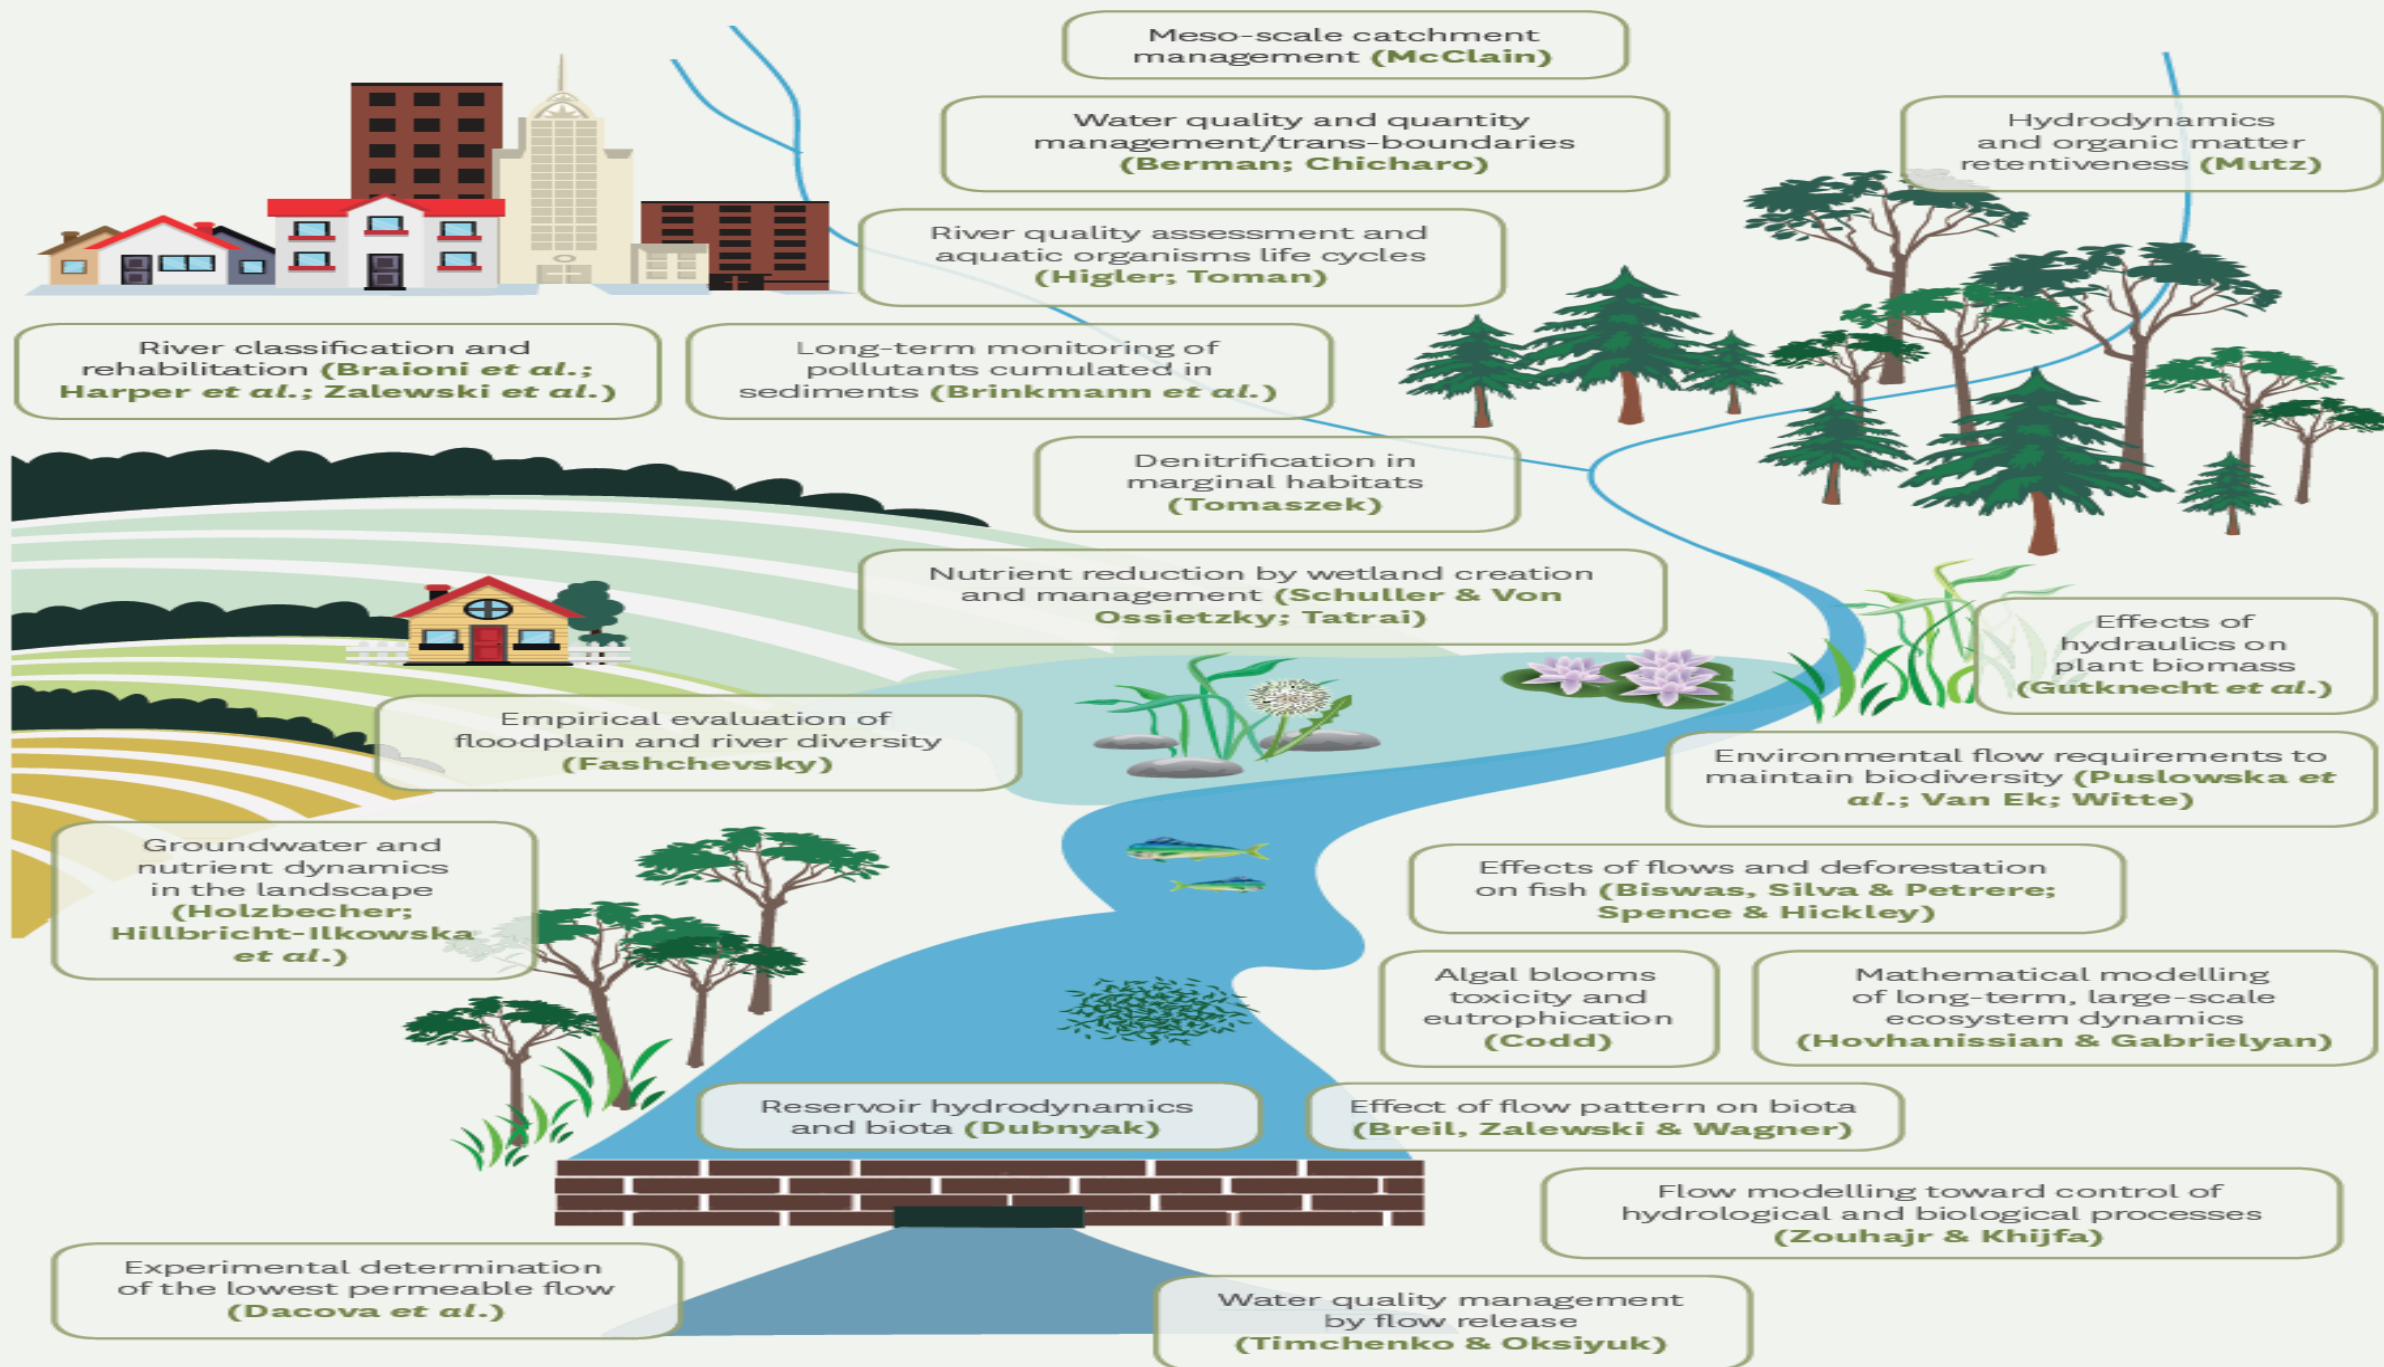 Meso-scale catchment
management (McClain)
Water quality and quantity
management/trans-boundaries
(Berman; Chicharo)
Hydrodynamics
and organic matter
retentiveness (Mutz)
River quality assessment and
aquatic organisms life cycles
(Higler; Toman)
River classification and
rehabilitation (Braioni et al.;
Harper et al.; Zalewski et al.)
Long-term monitoring of
pollutants cumulated in
sediments (Brinkmann et al.)
Denitrification in
marginal habitats
(Tomaszek)
Nutrient reduction by wetland creation
and management (Schuller & Von
Ossietzky; Tatrai)
Effects of
hydraulics on
plant biomass
(Gutknecht et al.)
Empirical evaluation of
floodplain and river diversity
(Fashchevsky)
Environmental flow requirements to
maintain biodiversity (Puslowska et
al.; Van Ek; Witte)
Groundwater and
nutrient dynamics
in the landscape
(Holzbecher;
Hillbricht-Ilkowska
et al.)
Effects of flows and deforestation
on fish (Biswas, Silva & Petrere;
Spence & Hickley)
Algal blooms
toxicity and
eutrophication
(Codd)
Mathematical modelling
of long-term, large-scale
ecosystem dynamics
(Hovhanissian & Gabrielyan)
Reservoir hydrodynamics
and biota (Dubnyak)
Effect of flow pattern on biota
(Breil, Zalewski & Wagner)
Flow modelling toward control of
hydrological and biological processes
(Zouhajr & Khijfa)
Experimental determination
of the lowest permeable flow
(Dacova et al.)
Water quality management
by flow release
(Timchenko & Oksiyuk)